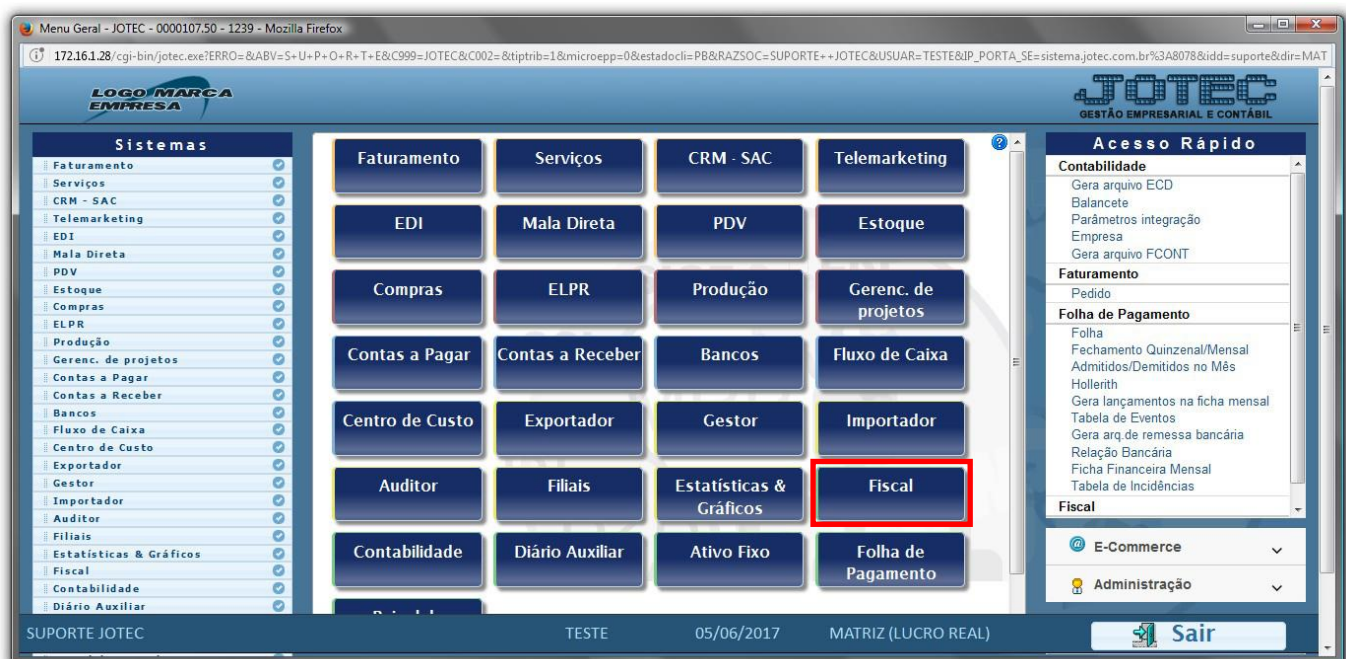 Menu Geral - JOTEC - 0000107.50 - 1239 - Mozilla Firefox
172.16.1.28/cgi-bin/jotec.exe?ERRO=&ABV=S+U+P+O+R+T+E&C999=JOTEC&C002=&tiptrib=1&microepp=0&estadocli=PB&RAZSOC=SUPORTE++JOTEC&USUAR=TESTE&IP_PORTA_SE=sistema.jotec.com.br%3A8078&idd=suporte&dir=MAT
LOGO MARCA
EMPRESA
JOTEC
GESTÃO EMPRESARIAL E CONTÁBIL
Sistemas
Faturamento
Serviços
CRM - SAC
Telemarketing
EDI
Mala Direta
PDV
Estoque
Compras
ELPR
Produção
Gerenc. de projetos
Contas a Pagar
Contas a Receber
Bancos
Fluxo de Caixa
Centro de Custo
Exportador
Gestor
Importador
Auditor
Filiais
Estatísticas & Gráficos
Fiscal
Contabilidade
Diário Auxiliar
Faturamento Serviços CRM - SAC Telemarketing
EDI Mala Direta PDV Estoque
Compras ELPR Produção Gerenc. de
projetos
Contas a Pagar Contas a Receber Bancos Fluxo de Caixa
Centro de Custo Exportador Gestor Importador
Auditor Filiais Estatísticas & Fiscal
Gráficos
Contabilidade Diário Auxiliar Ativo Fixo Folha de
Pagamento
Acesso Rápido
Contabilidade
Gera arquivo ECD
Balancete
Parâmetros integração
Empresa
Gera arquivo FCONT
Faturamento
Pedido
Folha de Pagamento
Folha
Fechamento Quinzenal/Mensal
Admitidos/Demitidos no Mês
Hollerith
Gera lançamentos na ficha mensal
Tabela de Eventos
Gera arq.de remessa bancária
Relação Bancária
Ficha Financeira Mensal
Tabela de Incidências
Fiscal
E-Commerce
Administração
SUPORTE JOTEC TESTE 05/06/2017 MATRIZ (LUCRO REAL) Sair